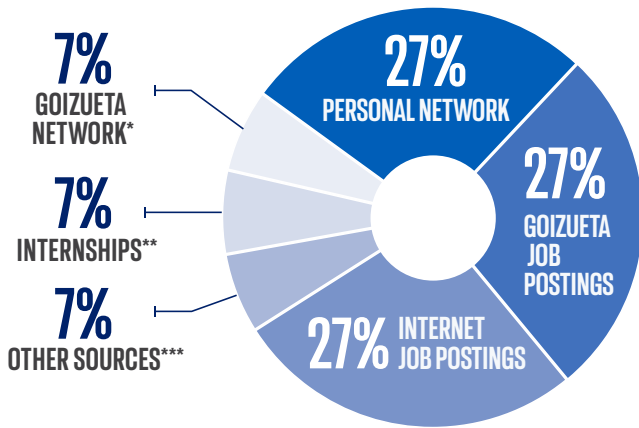 7%
GOIZUETA
NETWORK*
7%
INTERNSHIPS**
7%
OTHER SOURCES***
27%
PERSONAL NETWORK
27%
GOIZUETA
JOB
POSTINGS
27%
INTERNET
JOB POSTINGS